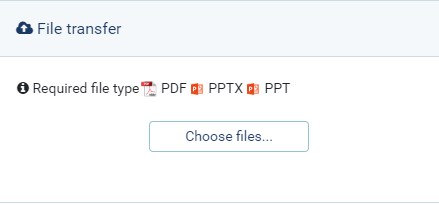 File transfer
Required file type PDF PPTX PPT
Choose files...